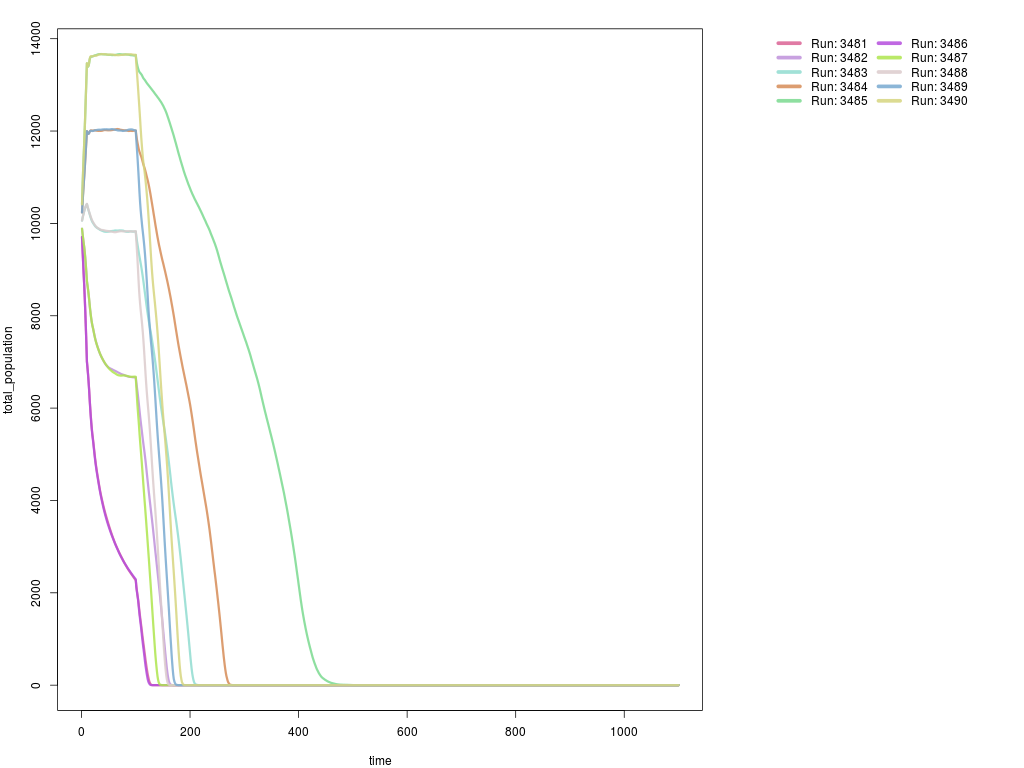 total_population
14000
12000
10000
8000
6000
4000
2000
0
0 200 400 600 800 1000
time
Run: 3481 Run: 3486
Run: 3482 Run: 3487
Run: 3483 Run: 3488
Run: 3484 Run: 3489
Run: 3485 Run: 3490